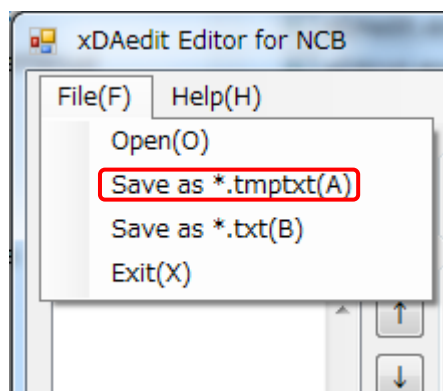 xDAedit Editor for NCB
File(F) Help(H)
Open(O)
Save as *.tmptxt(A)
Save as *.txt(B)
Exit(X)
↑
↓